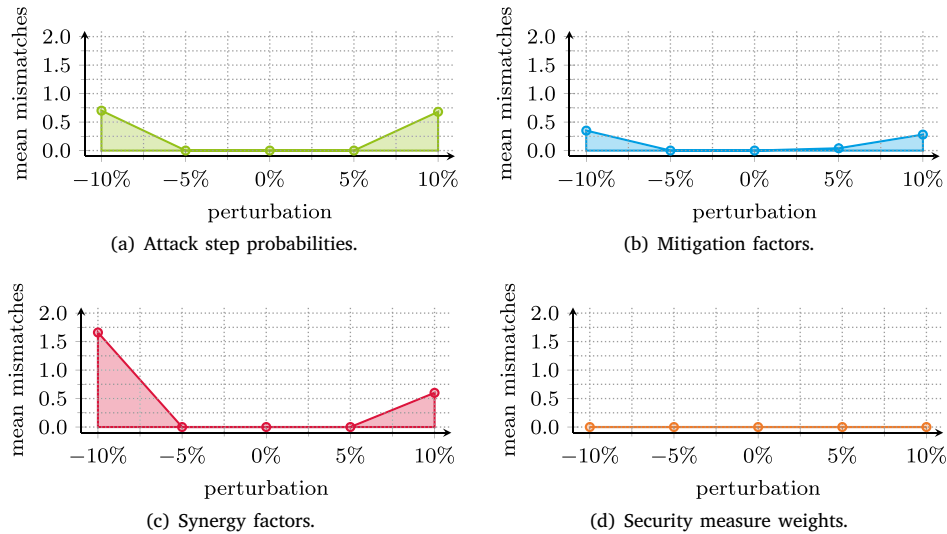 mean mismatches
2.0
1.5
1.0
0.5
0.0
−10% −5% 0% 5% 10%
perturbation
(a) Attack step probabilities.
mean mismatches
2.0
1.5
1.0
0.5
0.0
−10% −5% 0% 5% 10%
perturbation
(b) Mitigation factors.
mean mismatches
2.0
1.5
1.0
0.5
0.0
−10% −5% 0% 5% 10%
perturbation
(c) Synergy factors.
mean mismatches
2.0
1.5
1.0
0.5
0.0
−10% −5% 0% 5% 10%
perturbation
(d) Security measure weights.